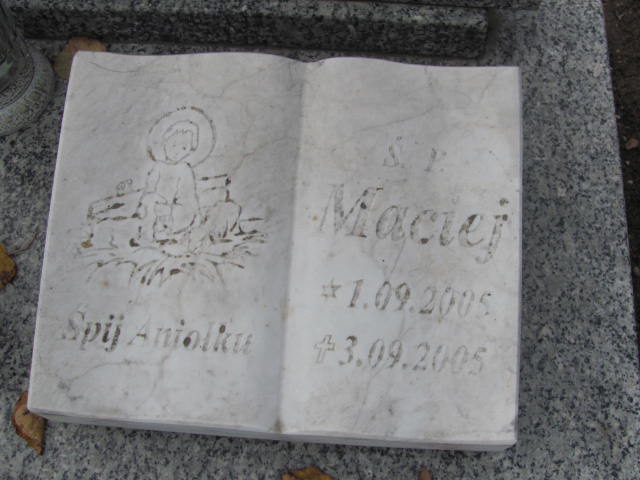 Śpij Aniołku
Ś. P.
Maciej
* 1.09.2005
✝ 3.09.2005